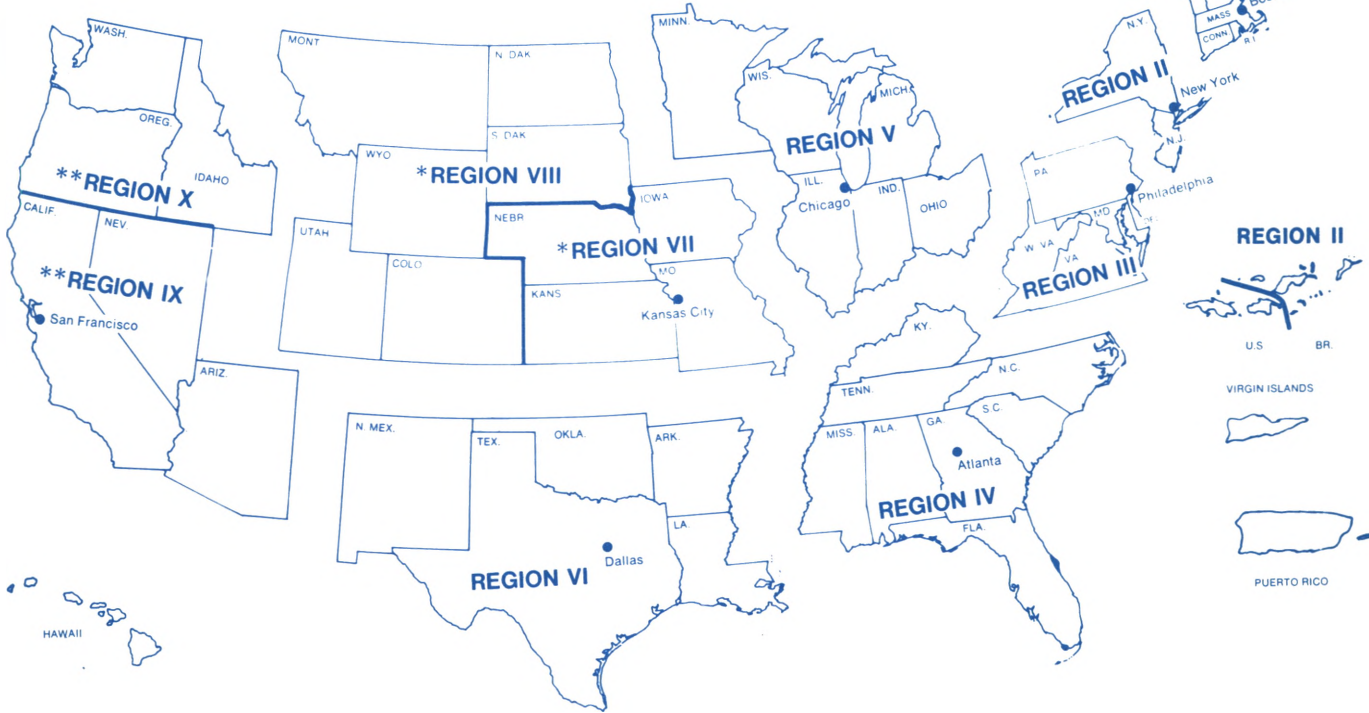 WASH.
OREG.
IDAHO
**REGION X
CALIF.
NEV.
**REGION IX
San Francisco
ARIZ.
MONT
N DAK
S DAK
WYO
*REGION VIII
UTAH
COLO
NEBR
IOWA
*REGION VII
KANS
MO
Kansas City
MINN.
WIS.
MICH.
REGION V
ILL.
IND.
OHIO
Chicago
N.Y.
REGION II
New York
N.J.
MASS
CONN
R I
PA
Philadelphia
MD
W VA
VA
REGION III
KY.
TENN.
N.C.
S.C.
MISS.
ALA.
GA.
Atlanta
REGION IV
FLA.
N. MEX.
TEX.
OKLA.
ARK.
LA.
Dallas
REGION VI
HAWAII
REGION II
U.S
BR.
VIRGIN ISLANDS
PUERTO RICO